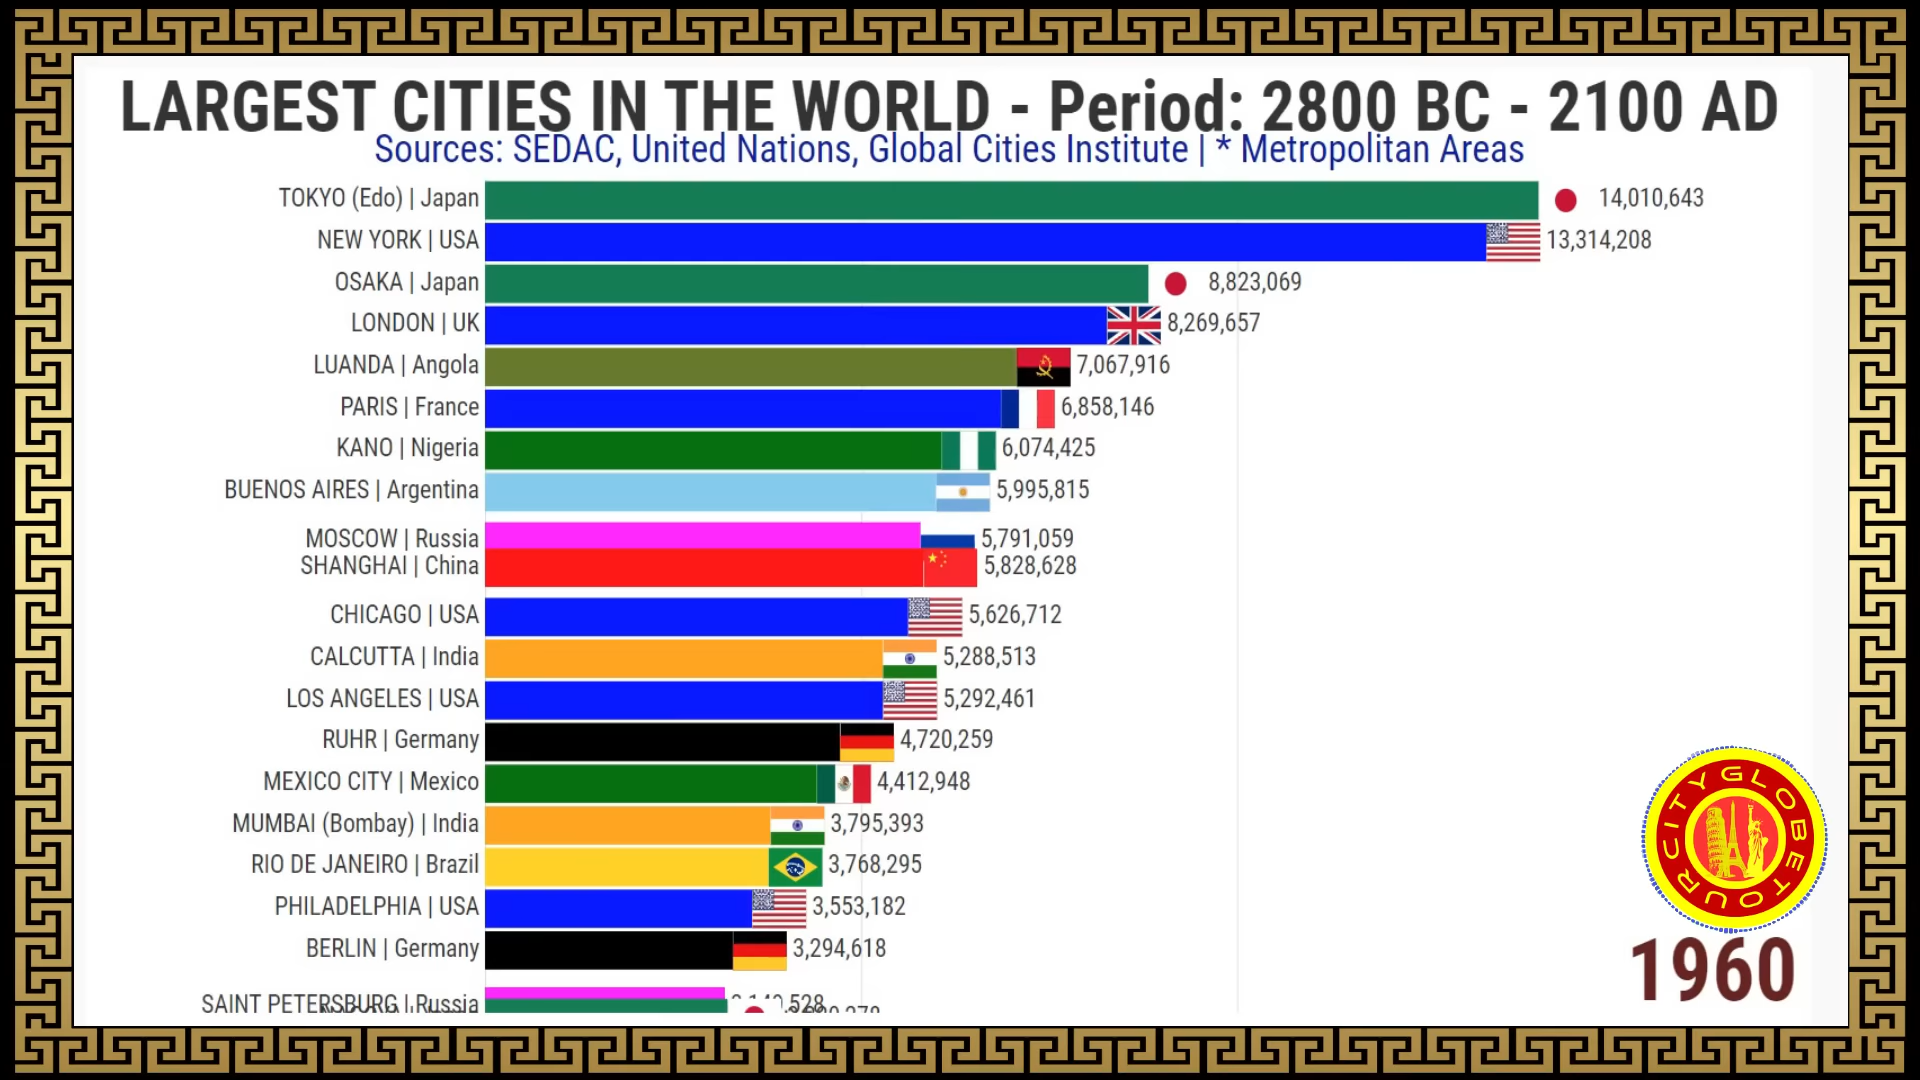 LARGEST CITIES IN THE WORLD - Period: 2800 BC - 2100 AD
Sources: SEDAC, United Nations, Global Cities Institute | * Metropolitan Areas
TOKYO (Edo) | Japan 14,010,643
NEW YORK | USA 13,314,208
OSAKA | Japan 8,823,069
LONDON | UK 8,269,657
LUANDA | Angola 7,067,916
PARIS | France 6,858,146
KANO | Nigeria 6,074,425
BUENOS AIRES | Argentina 5,995,815
MOSCOW | Russia 5,791,059
SHANGHAI | China 5,828,628
CHICAGO | USA 5,626,712
CALCUTTA | India 5,288,513
LOS ANGELES | USA 5,292,461
RUHR | Germany 4,720,259
MEXICO CITY | Mexico 4,412,948
MUMBAI (Bombay) | India 3,795,393
RIO DE JANEIRO | Brazil 3,768,295
PHILADELPHIA | USA 3,553,182
BERLIN | Germany 3,294,618
SAINT PETERSBURG | Russia
CITYGLOBETOUR
1960